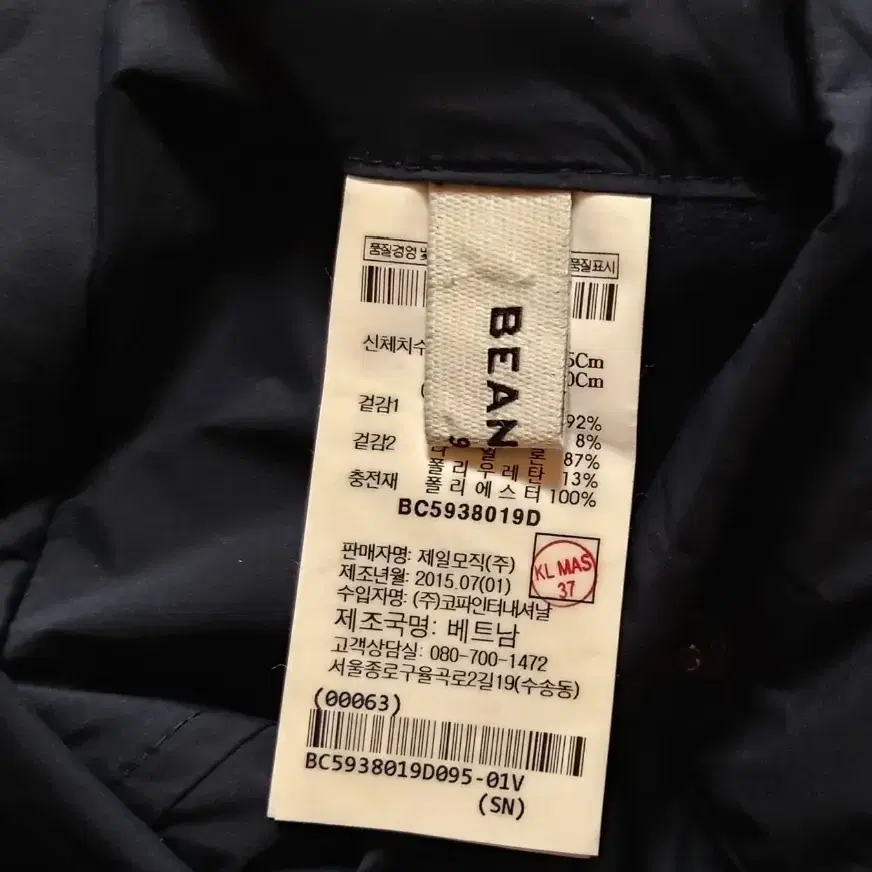 품질경영 및
품질표시
신체치수
5Cm
0Cm
BEAN
9
겉감1
92%
8%
겉감2
87%
폴리우레탄 13%
충전재 폴리에스터 100%
BC5938019D
판매자명: 제일모직(주)
제조년월: 2015.07(01)
수입자명: (주)코파인터내셔날
제조국명: 베트남
고객상담실: 080-700-1472
서울종로구율곡로2길19(수송동)
KL MAS
37
(00063)
BC5938019D095-01V
(SN)